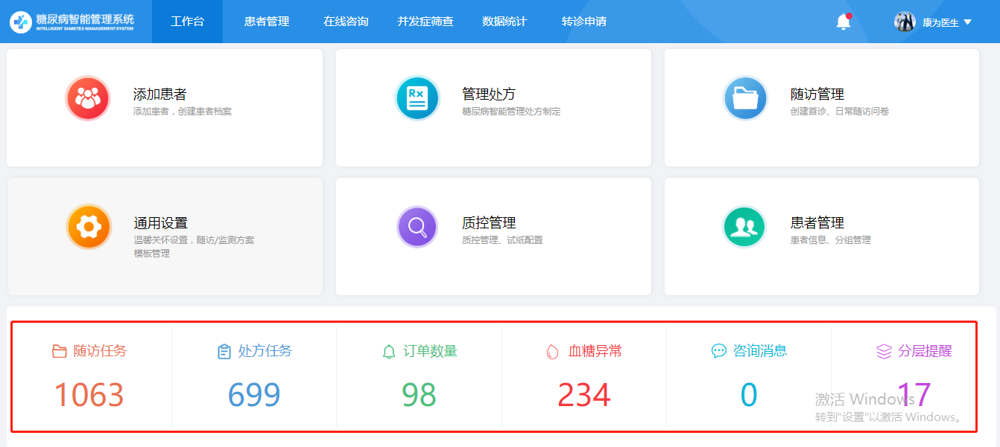 糖尿病智能管理系统
INTELLIGENT DIABETES MANAGEMENT SYSTEM
工作台
患者管理
在线咨询
并发症筛查
数据统计
转诊申请
康为医生
添加患者
添加患者，创建患者档案
管理处方
糖尿病智能管理处方制定
随访管理
创建首诊、日常随访问卷
通用设置
温馨关怀设置，随访/监测方案
模板管理
质控管理
质控管理、试纸配置
患者管理
患者信息、分组管理
随访任务
1063
处方任务
699
订单数量
98
血糖异常
234
咨询消息
0
分层提醒
17
激活 Windows
转到“设置”以激活 Windows。